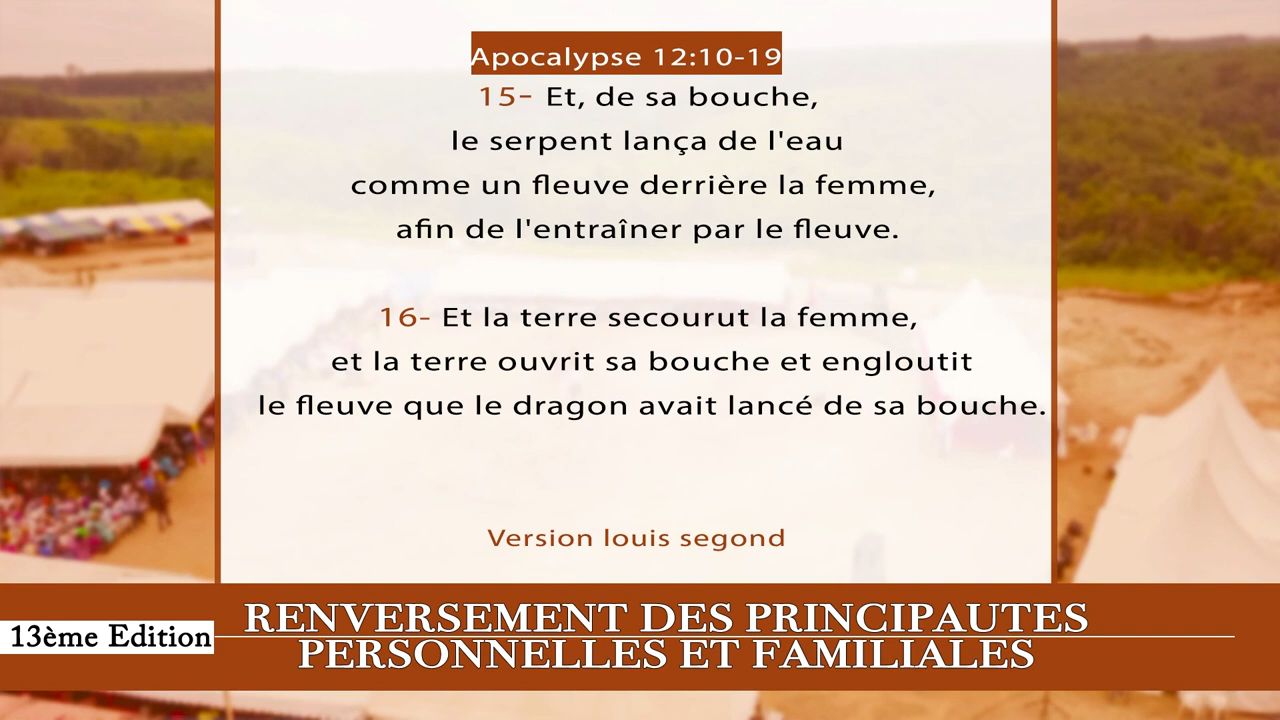 Apocalypse 12:10-19
15- Et, de sa bouche,
le serpent lança de l'eau
comme un fleuve derrière la femme,
afin de l'entraîner par le fleuve.
16- Et la terre secourut la femme,
et la terre ouvrit sa bouche et engloutit
le fleuve que le dragon avait lancé de sa bouche.
Version louis segond
13ème Edition
RENVERSEMENT DES PRINCIPAUTES
PERSONNELLES ET FAMILIALES